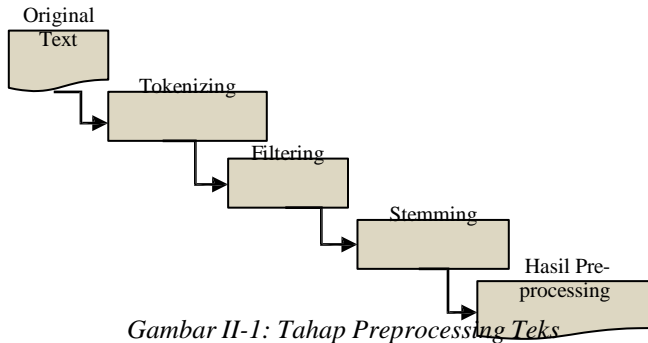 Original
Text
Tokenizing
Filtering
Stemming
Hasil Pre-
processing
Gambar II-1: Tahap Preprocessing Teks